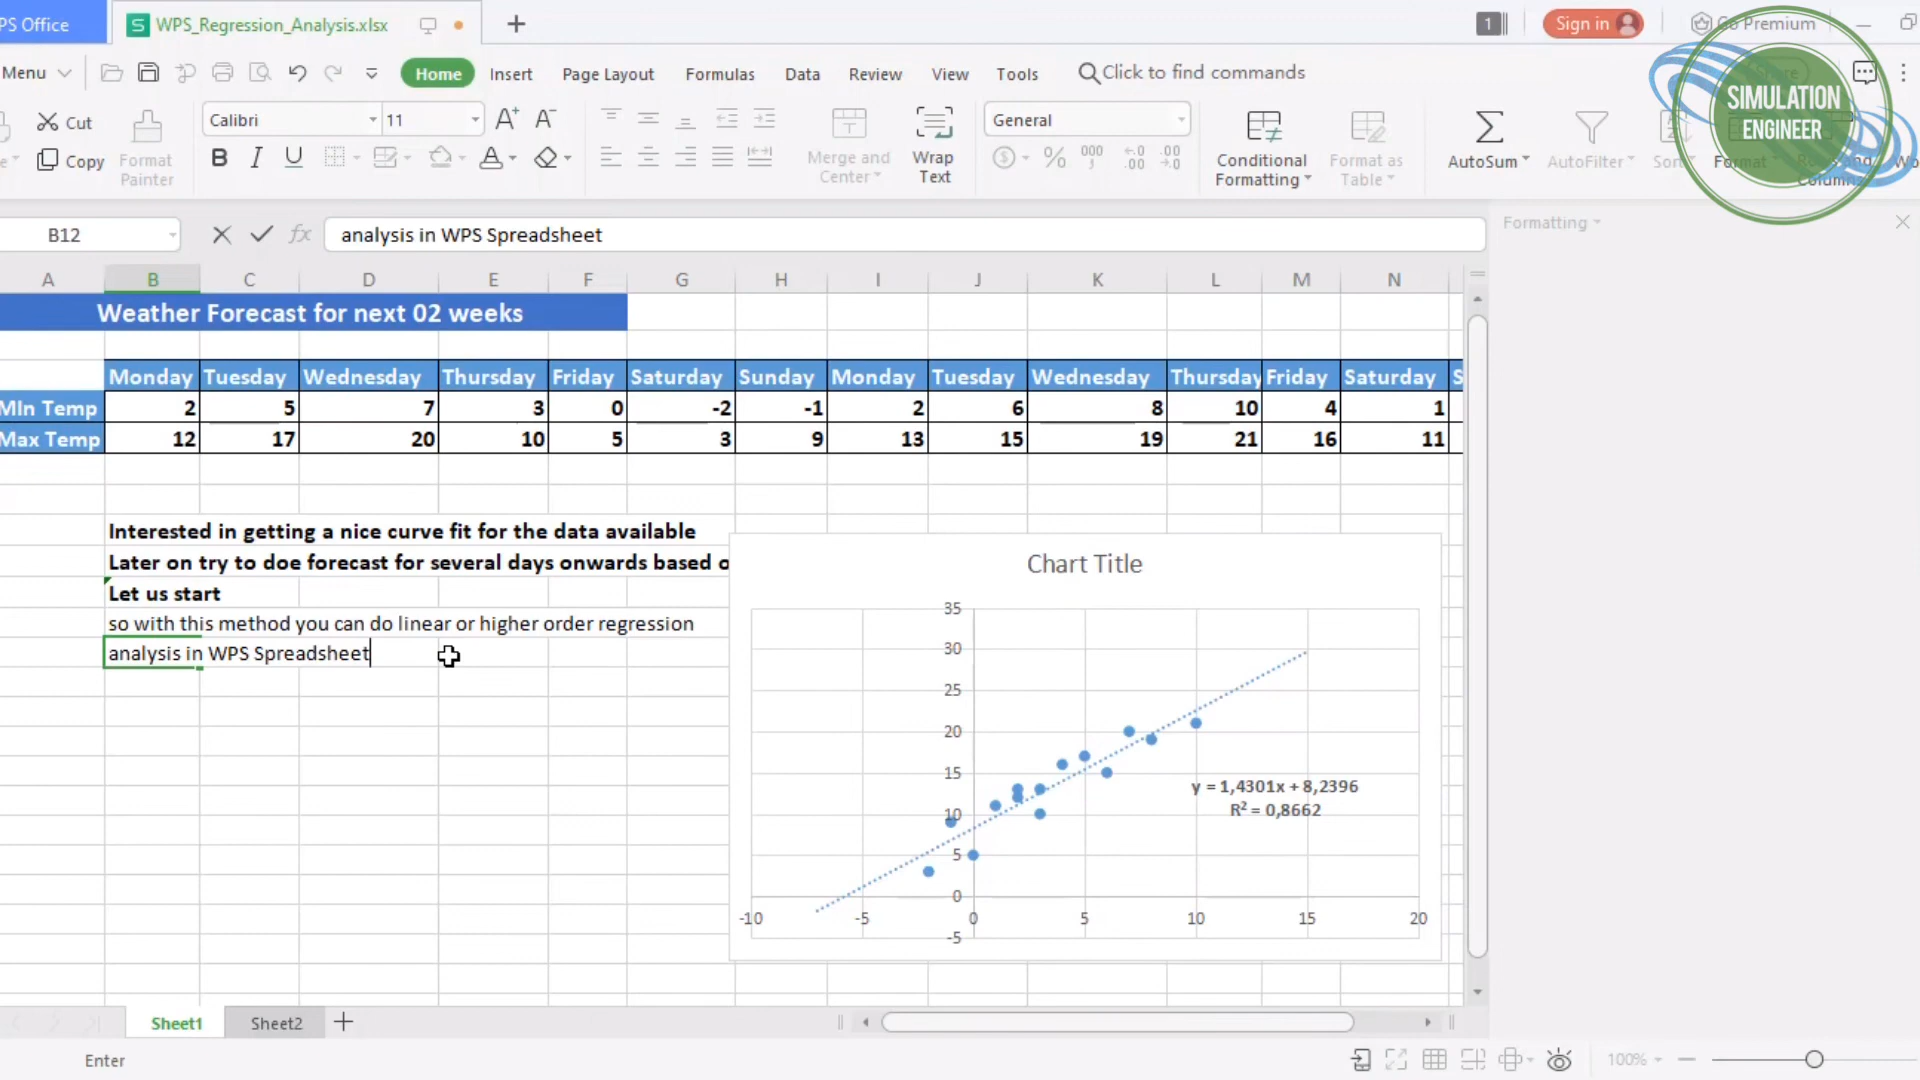 PS Office
S WPS_Regression_Analysis.xlsx
1
Sign in
Go Premium
Menu
Home
Insert
Page Layout
Formulas
Data
Review
View
Tools
Click to find commands
SIMULATION
ENGINEER
Cut
Copy
Format
Painter
Calibri
11
B I U
Merge and
Center
Wrap
Text
General
Conditional
Formatting
Format as
Table
AutoSum
AutoFilter
Format
Columns
B12
fx
analysis in WPS Spreadsheet
Formatting
A B C D E F G H I J K L M N
Weather Forecast for next 02 weeks
Monday Tuesday Wednesday Thursday Friday Saturday Sunday Monday Tuesday Wednesday Thursday Friday Saturday S
MIn Temp 2 5 7 3 0 -2 -1 2 6 8 10 4 1
Max Temp 12 17 20 10 5 3 9 13 15 19 21 16 11
Interested in getting a nice curve fit for the data available
Later on try to doe forecast for several days onwards based o
Let us start
so with this method you can do linear or higher order regression
analysis in WPS Spreadsheet
Chart Title
35
30
25
20
15
10
5
0
-5
y = 1,4301x + 8,2396
R² = 0,8662
-10 -5 0 5 10 15 20
Sheet1
Sheet2
Enter
100%